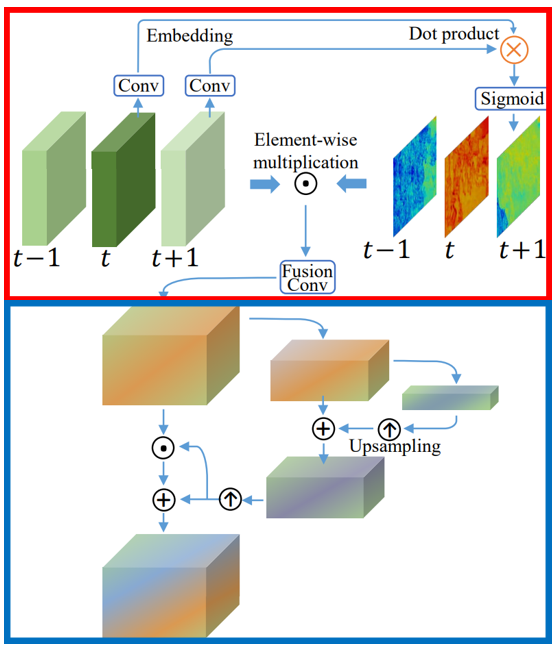 Embedding
Dot product
Conv
Conv
Sigmoid
Element-wise
multiplication
t−1
t
t+1
t−1
t
t+1
Fusion
Conv
Upsampling